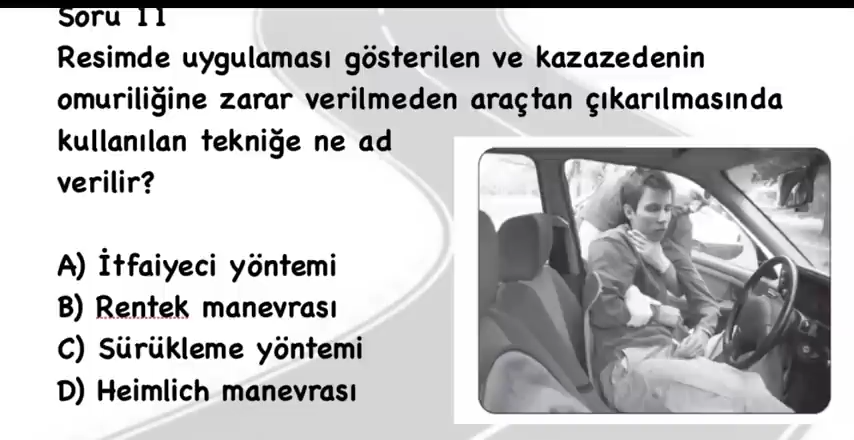 Soru 11
Resimde uygulaması gösterilen ve kazazedenin
omuriliğine zarar verilmeden araçtan çıkarılmasında
kullanılan tekniğe ne ad
verilir?
A) İtfaiyeci yöntemi
B) Rentek manevrası
C) Sürükleme yöntemi
D) Heimlich manevrası